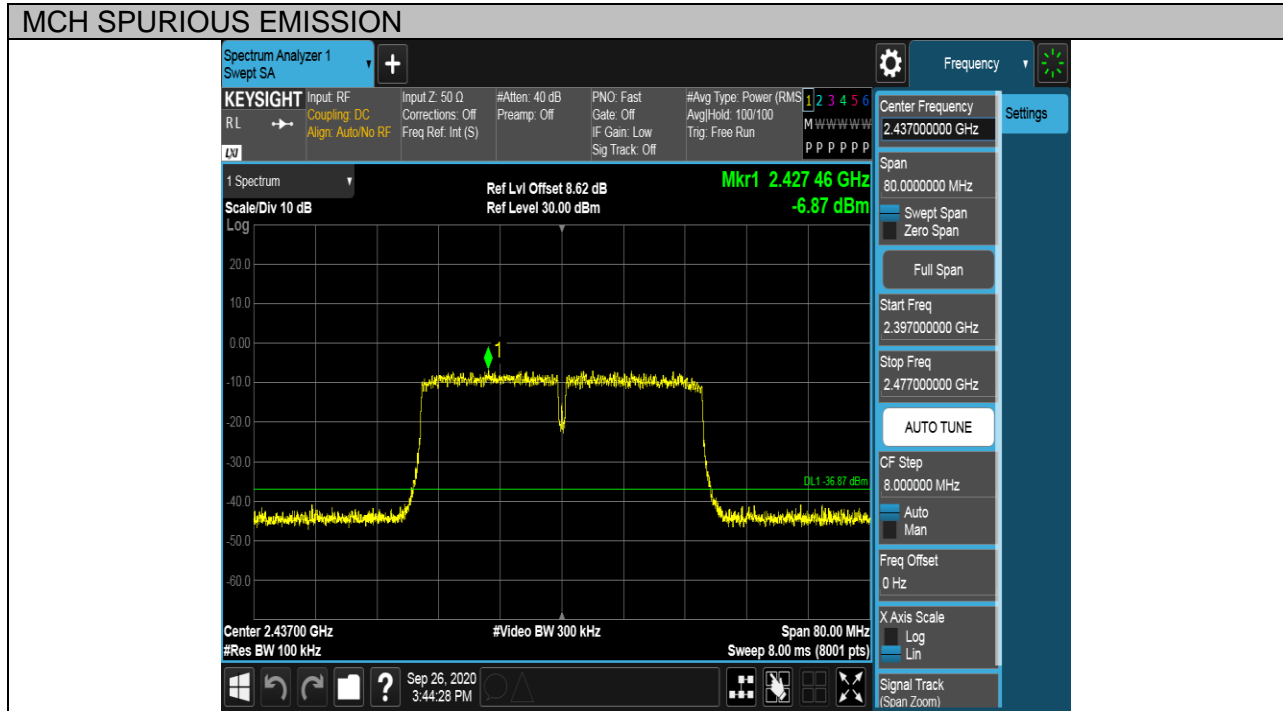 MCH SPURIOUS EMISSION
Spectrum Analyzer 1
Swept SA
+
Frequency
KEYSIGHT
RL
LXI
Input: RF
Coupling: DC
Align: Auto/No RF
Input Z: 50 Ω
Corrections: Off
Freq Ref: Int (S)
#Atten: 40 dB
Preamp: Off
PNO: Fast
Gate: Off
IF Gain: Low
Sig Track: Off
#Avg Type: Power (RMS
Avg|Hold: 100/100
Trig: Free Run
1 2 3 4 5 6
M W W W W W
P P P P P P
1 Spectrum
Scale/Div 10 dB
Log
Ref Lvl Offset 8.62 dB
Ref Level 30.00 dBm
Mkr1 2.427 46 GHz
-6.87 dBm
20.0
10.0
0.00
-10.0
-20.0
-30.0
-40.0
-50.0
-60.0
1
DL1 -36.87 dBm
Center 2.43700 GHz
#Res BW 100 kHz
#Video BW 300 kHz
Span 80.00 MHz
Sweep 8.00 ms (8001 pts)
?
Sep 26, 2020
3:44:28 PM
Center Frequency
2.437000000 GHz
Span
80.0000000 MHz
Swept Span
Zero Span
Full Span
Start Freq
2.397000000 GHz
Stop Freq
2.477000000 GHz
AUTO TUNE
CF Step
8.000000 MHz
Auto
Man
Freq Offset
0 Hz
X Axis Scale
Log
Lin
Signal Track
(Span Zoom)
Settings